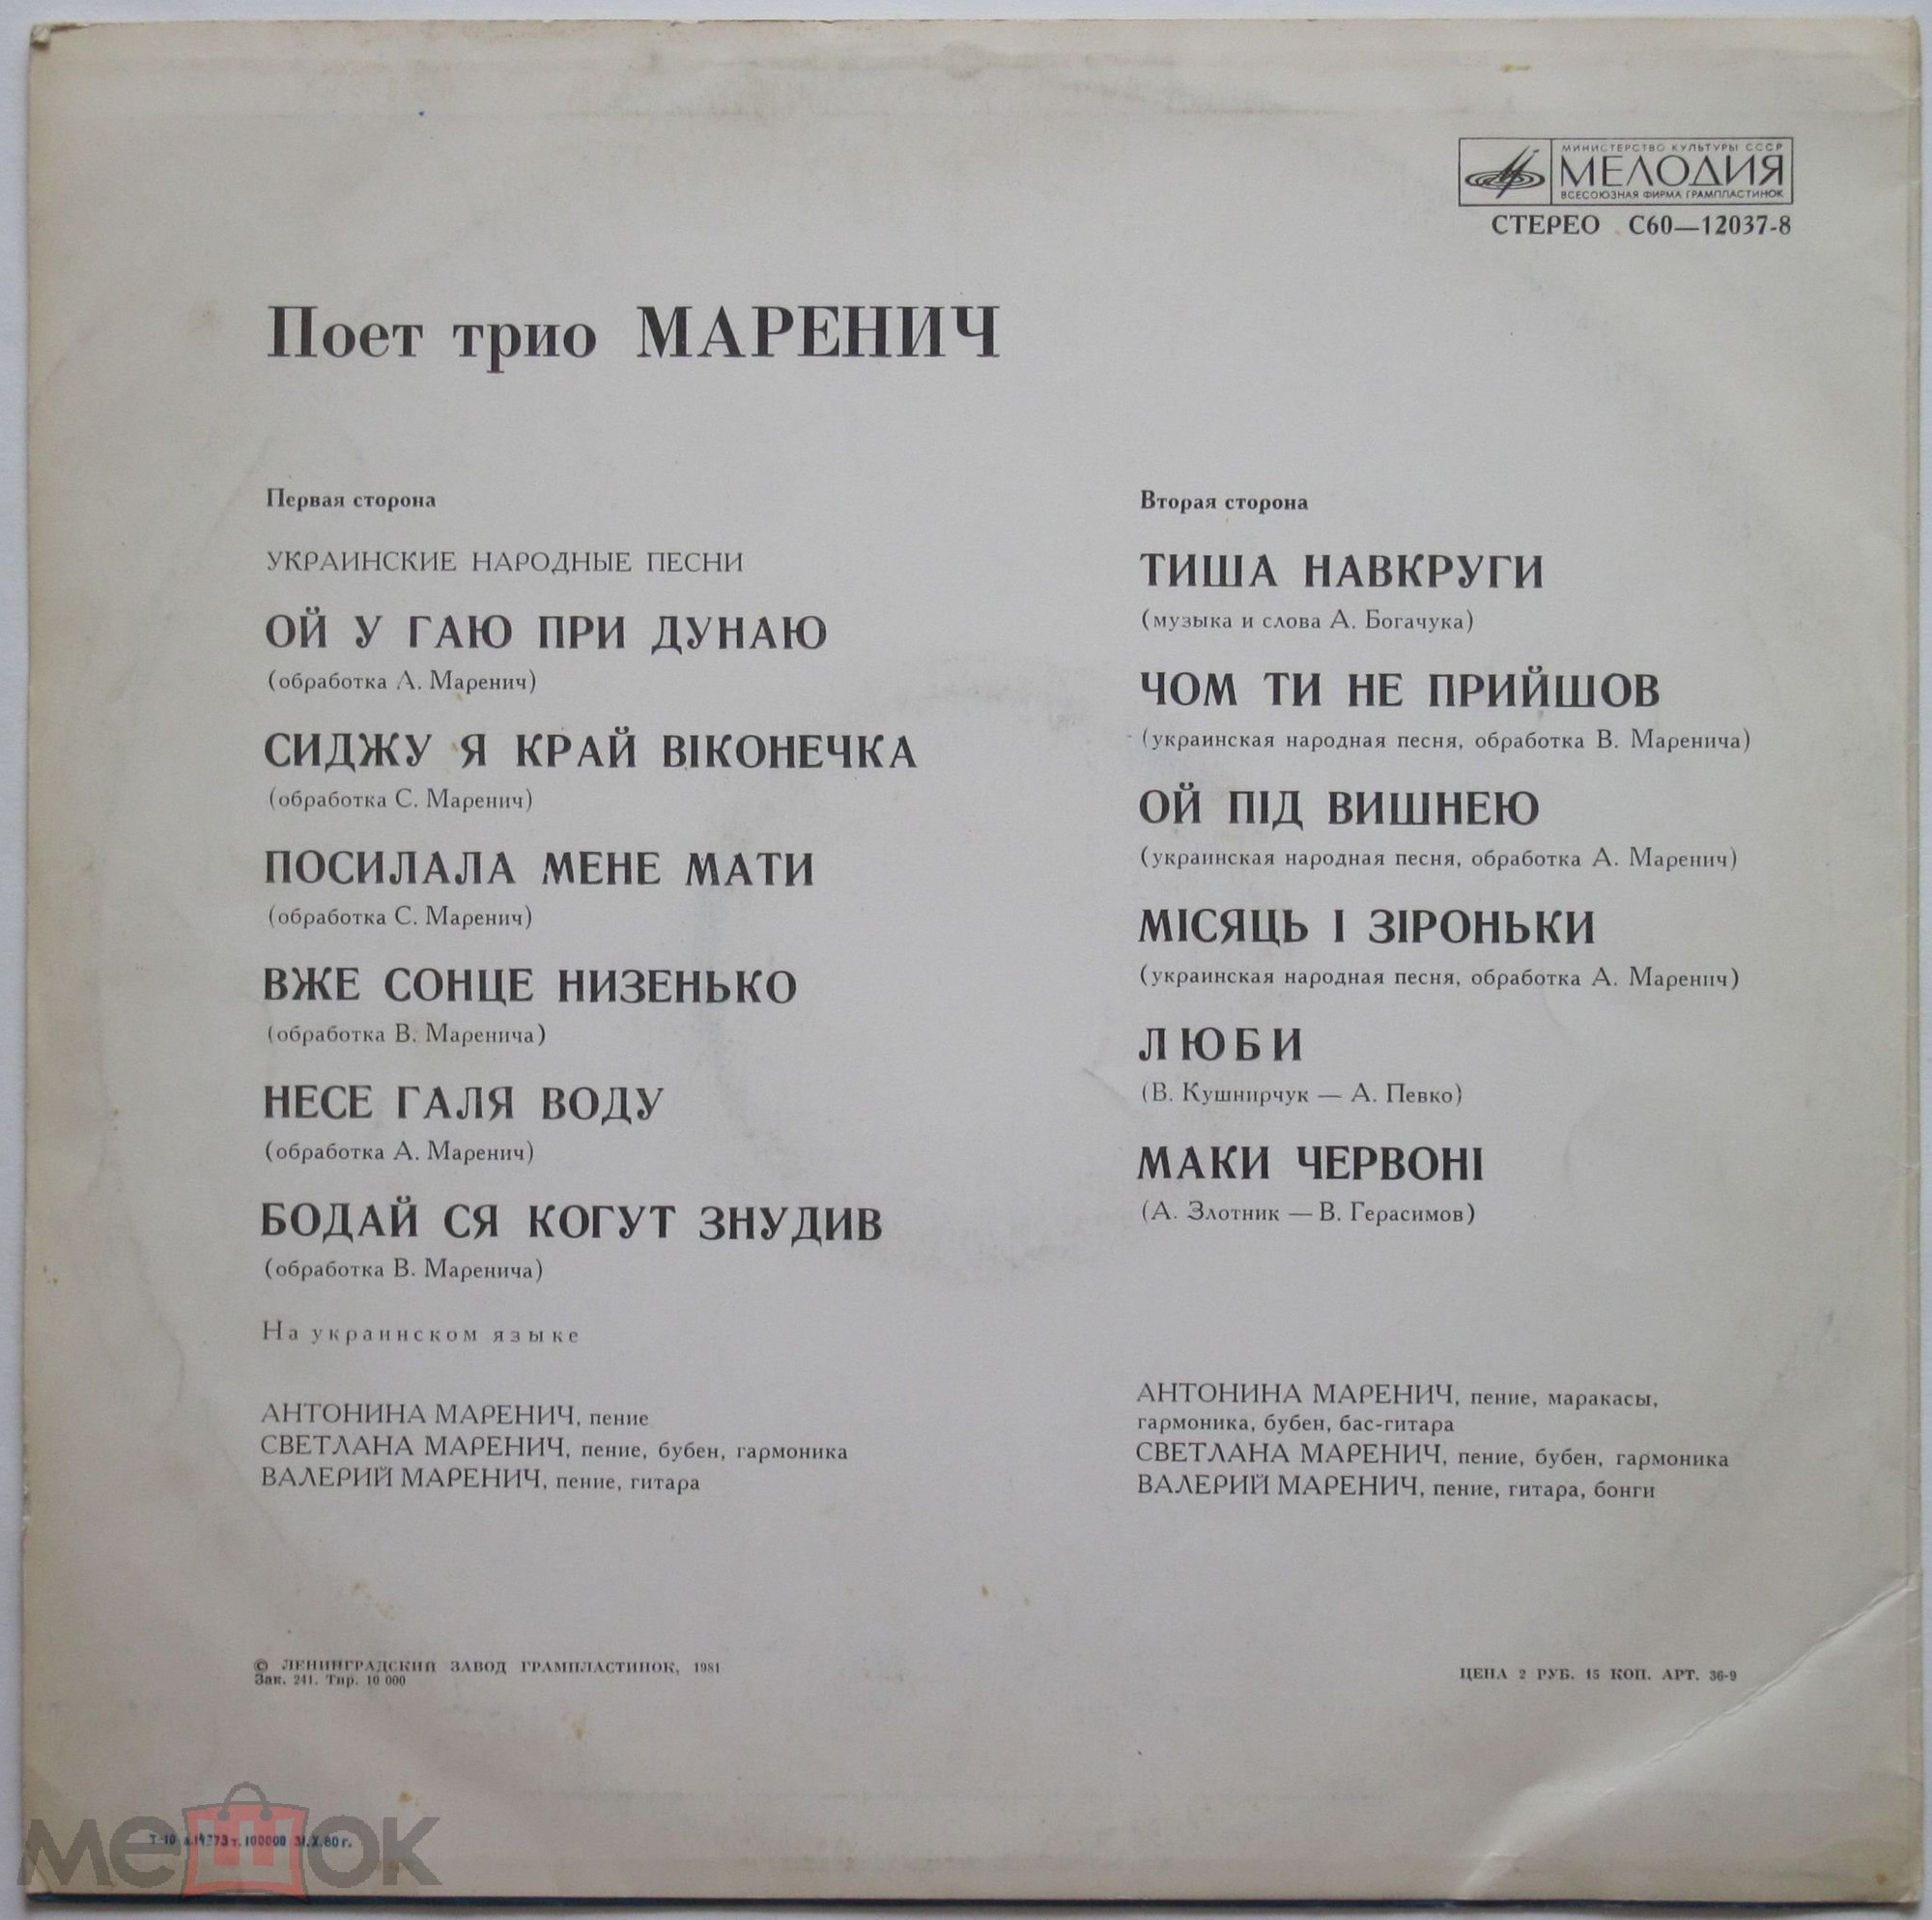 МИНИСТЕРСТВО КУЛЬТУРЫ СССР
МЕЛОДИЯ
ВСЕСОЮЗНАЯ ФИРМА ГРАМПЛАСТИНОК
СТЕРЕО С60—12037-8
Поет трио МАРЕНИЧ
Первая сторона
УКРАИНСКИЕ НАРОДНЫЕ ПЕСНИ
ОЙ У ГАЮ ПРИ ДУНАЮ
(обработка А. Маренич)
СИДЖУ Я КРАЙ ВІКОНЕЧКА
(обработка С. Маренич)
ПОСИЛАЛА МЕНЕ МАТИ
(обработка С. Маренич)
ВЖЕ СОНЦЕ НИЗЕНЬКО
(обработка В. Маренича)
НЕСЕ ГАЛЯ ВОДУ
(обработка А. Маренич)
БОДАЙ СЯ КОГУТ ЗНУДИВ
(обработка В. Маренича)
На украинском языке
АНТОНИНА МАРЕНИЧ, пение
СВЕТЛАНА МАРЕНИЧ, пение, бубен, гармоника
ВАЛЕРИЙ МАРЕНИЧ, пение, гитара
Вторая сторона
ТИША НАВКРУГИ
(музыка и слова А. Богачука)
ЧОМ ТИ НЕ ПРИЙШОВ
(украинская народная песня, обработка В. Маренича)
ОЙ ПІД ВИШНЕЮ
(украинская народная песня, обработка А. Маренич)
МІСЯЦЬ І ЗІРОНЬКИ
(украинская народная песня, обработка А. Маренич)
ЛЮБИ
(В. Кушнирчук — А. Певко)
МАКИ ЧЕРВОНІ
(А. Злотник — В. Герасимов)
АНТОНИНА МАРЕНИЧ, пение, маракасы,
гармоника, бубен, бас-гитара
СВЕТЛАНА МАРЕНИЧ, пение, бубен, гармоника
ВАЛЕРИЙ МАРЕНИЧ, пение, гитара, бонги
© ЛЕНИНГРАДСКИЙ ЗАВОД ГРАМПЛАСТИНОК, 1981
Зак. 241. Тир. 10 000
ЦЕНА 2 РУБ. 15 КОП. АРТ. 36-9
мешок
Т-10 т. 100000 31.X.80 г.